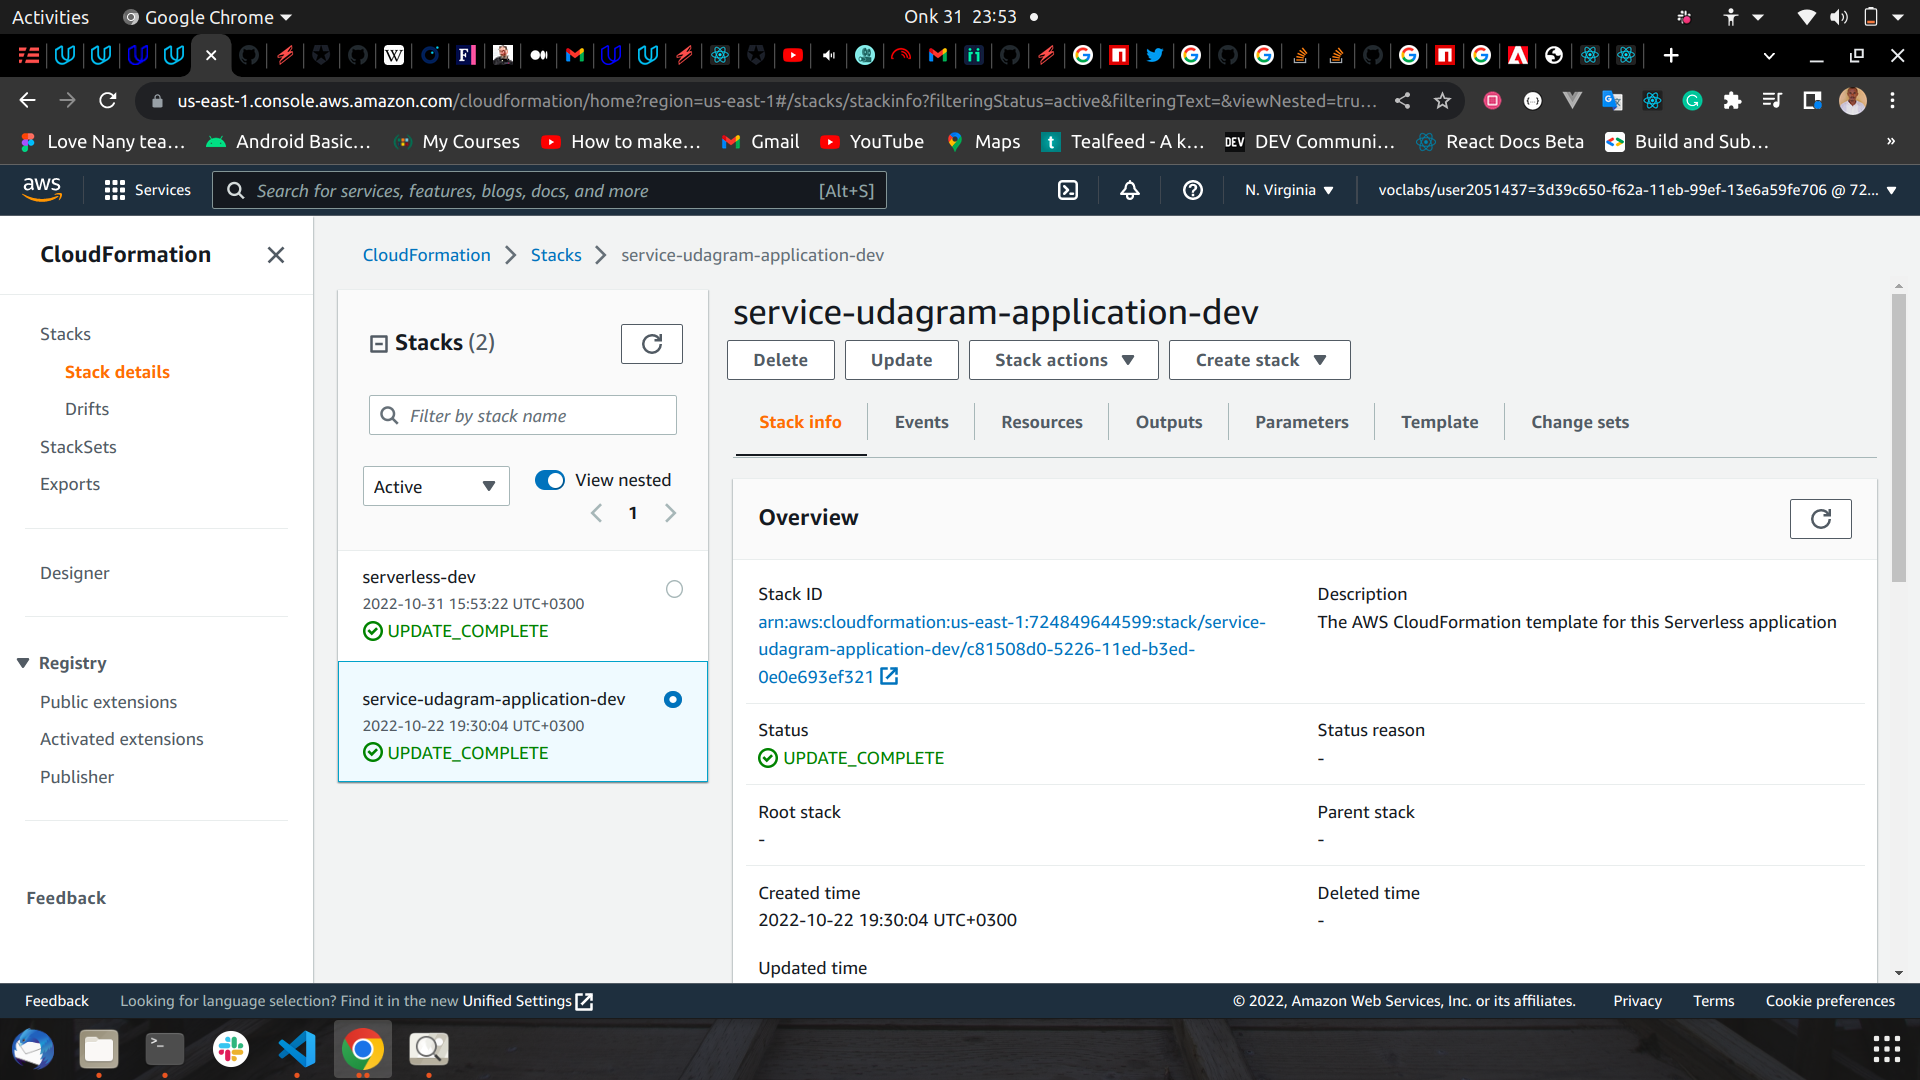 Activities
Google Chrome
Onk 31 23:53
us-east-1.console.aws.amazon.com/cloudformation/home?region=us-east-1#/stacks/stackinfo?filteringStatus=active&filteringText=&viewNested=tru...
Love Nany tea...
Android Basic...
My Courses
How to make...
Gmail
YouTube
Maps
Tealfeed - A k...
DEV Communi...
React Docs Beta
Build and Sub...
»
aws
Services
Search for services, features, blogs, docs, and more
[Alt+S]
N. Virginia
voclabs/user2051437=3d39c650-f62a-11eb-99ef-13e6a59fe706 @ 72...
CloudFormation
Stacks
Stack details
Drifts
StackSets
Exports
Designer
Registry
Public extensions
Activated extensions
Publisher
Feedback
CloudFormation
Stacks
service-udagram-application-dev
Stacks (2)
Filter by stack name
Active
View nested
1
serverless-dev
2022-10-31 15:53:22 UTC+0300
UPDATE_COMPLETE
service-udagram-application-dev
2022-10-22 19:30:04 UTC+0300
UPDATE_COMPLETE
service-udagram-application-dev
Delete
Update
Stack actions
Create stack
Stack info
Events
Resources
Outputs
Parameters
Template
Change sets
Overview
Stack ID
arn:aws:cloudformation:us-east-1:724849644599:stack/service-
udagram-application-dev/c81508d0-5226-11ed-b3ed-
0e0e693ef321
Description
The AWS CloudFormation template for this Serverless application
Status
UPDATE_COMPLETE
Status reason
-
Root stack
-
Parent stack
-
Created time
2022-10-22 19:30:04 UTC+0300
Deleted time
-
Updated time
Feedback
Looking for language selection? Find it in the new Unified Settings
© 2022, Amazon Web Services, Inc. or its affiliates.
Privacy
Terms
Cookie preferences